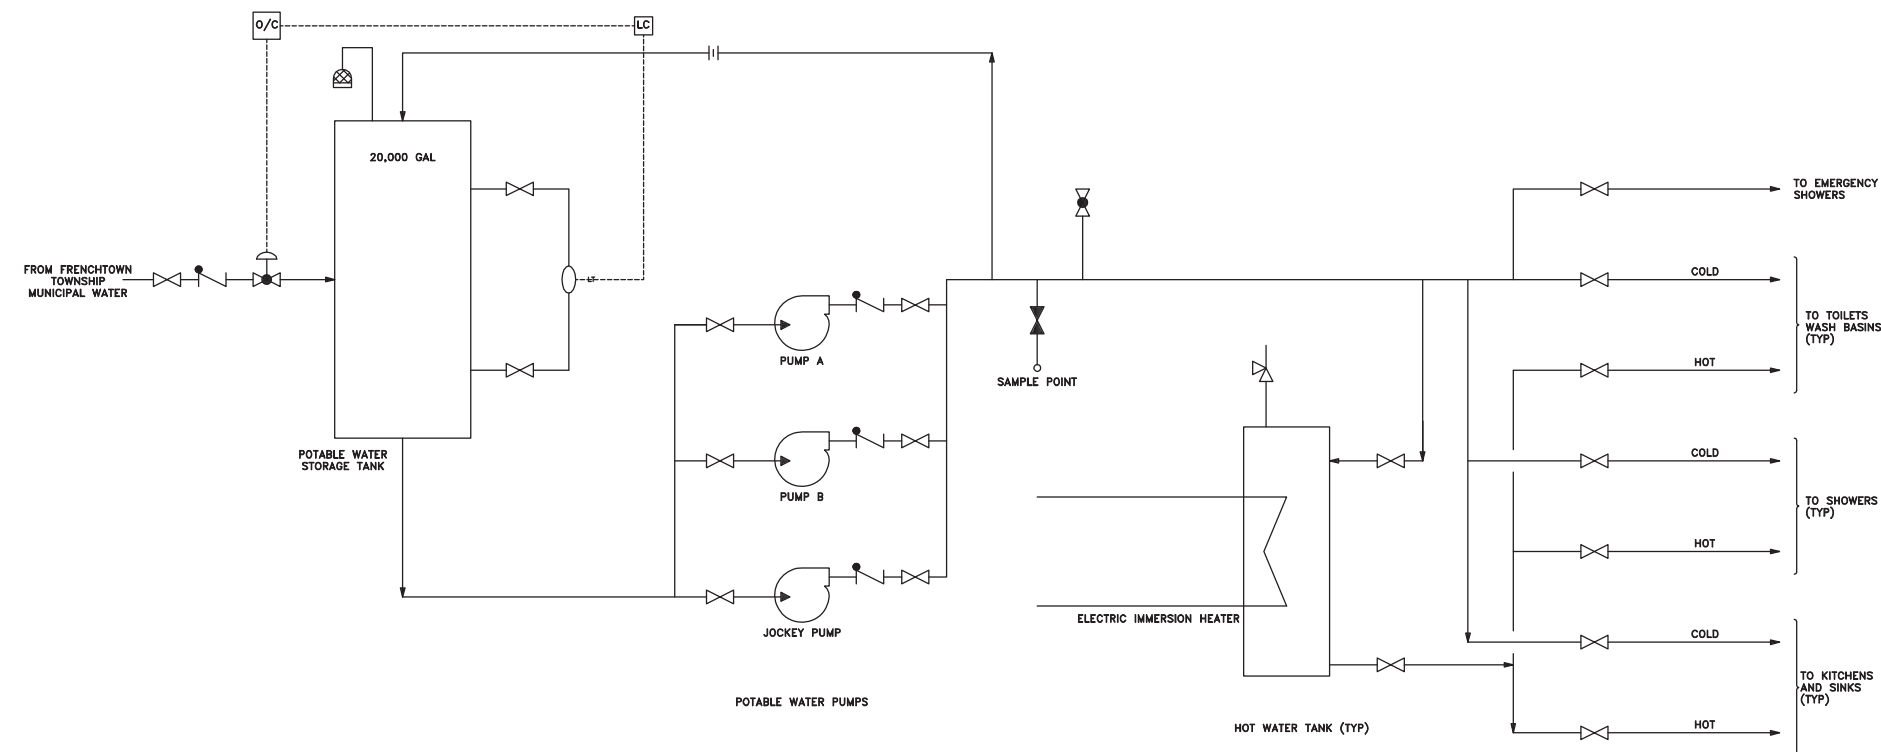 O/C
LC
20,000 GAL
TO EMERGENCY
SHOWERS
FROM FRENCHTOWN
TOWNSHIP
MUNICIPAL WATER
LT
COLD
TO TOILETS
WASH BASINS
(TYP)
HOT
PUMP A
SAMPLE POINT
POTABLE WATER
STORAGE TANK
COLD
PUMP B
TO SHOWERS
(TYP)
HOT
ELECTRIC IMMERSION HEATER
JOCKEY PUMP
COLD
TO KITCHENS
AND SINKS
(TYP)
POTABLE WATER PUMPS
HOT WATER TANK (TYP)
HOT